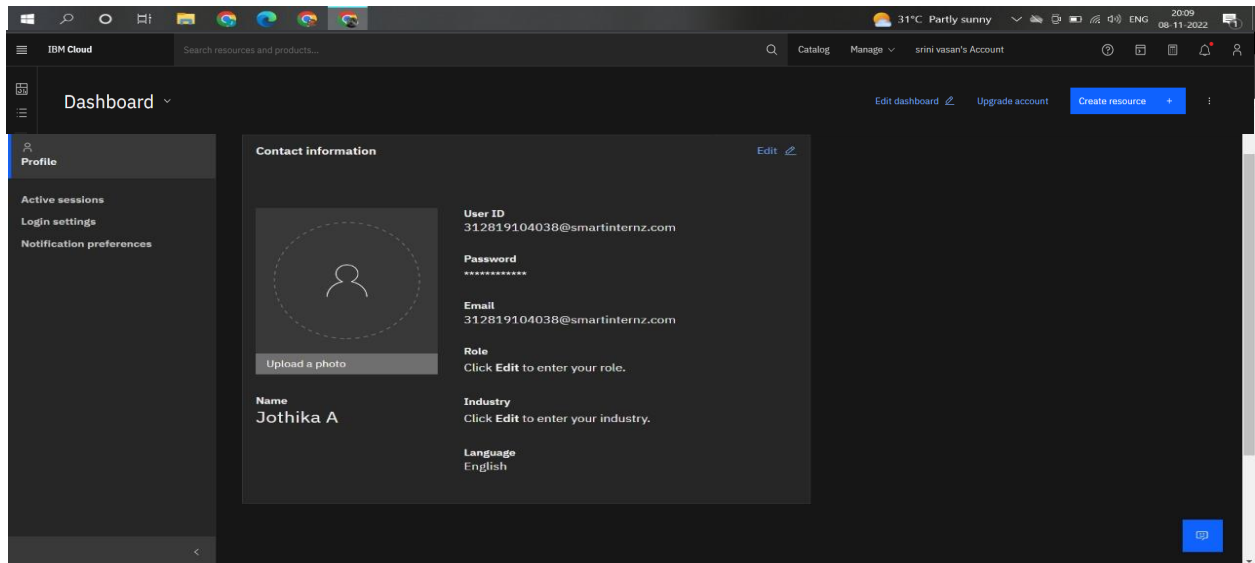 31°C Partly sunny ENG 20:09
08-11-2022
IBM Cloud Search resources and products... Catalog Manage srini vasan's Account
Dashboard Edit dashboard Upgrade account Create resource +
Profile
Contact information Edit
Active sessions
Login settings
Notification preferences
User ID
312819104038@smartinternz.com
Password
************
Email
312819104038@smartinternz.com
Role
Click Edit to enter your role.
Upload a photo
Name
Jothika A
Industry
Click Edit to enter your industry.
Language
English